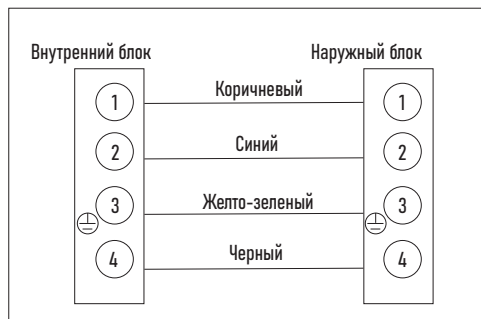 Внутренний блок Наружный блок
1 Коричневый 1
2 Синий 2
3 Желто-зеленый 3
4 Черный 4